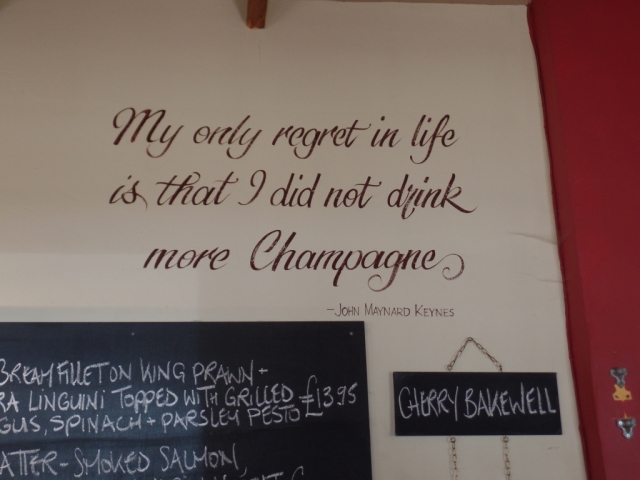 My only regret in life
is that I did not drink
more Champagne
-JOHN MAYNARD KEYNES
BREAM FILLET ON KING PRAWN +
LINGUINI TOPPED WITH GRILLED £13.95
SPINACH + PARSLEY PESTO
SMOKED SALMON,
CHERRY BAKEWELL